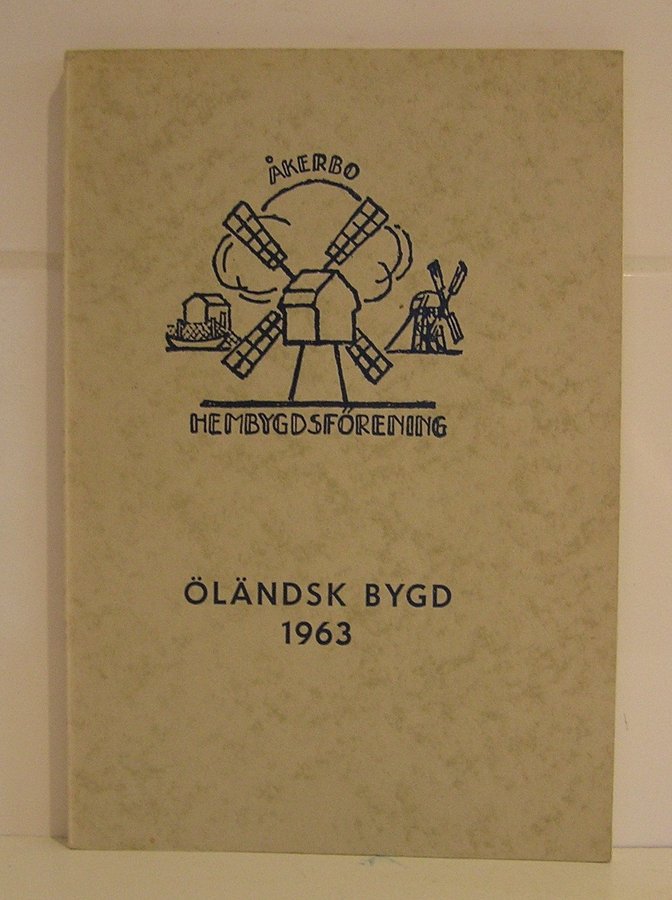 ÅKERBO
HEMBYGDSFÖRENING
ÖLÄNDSK BYGD
1963